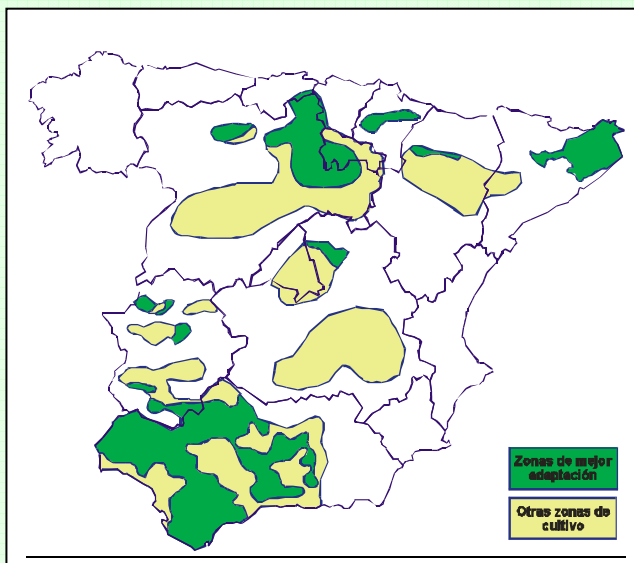 Zonas de mejor
adaptación
Otras zonas de
cultivo